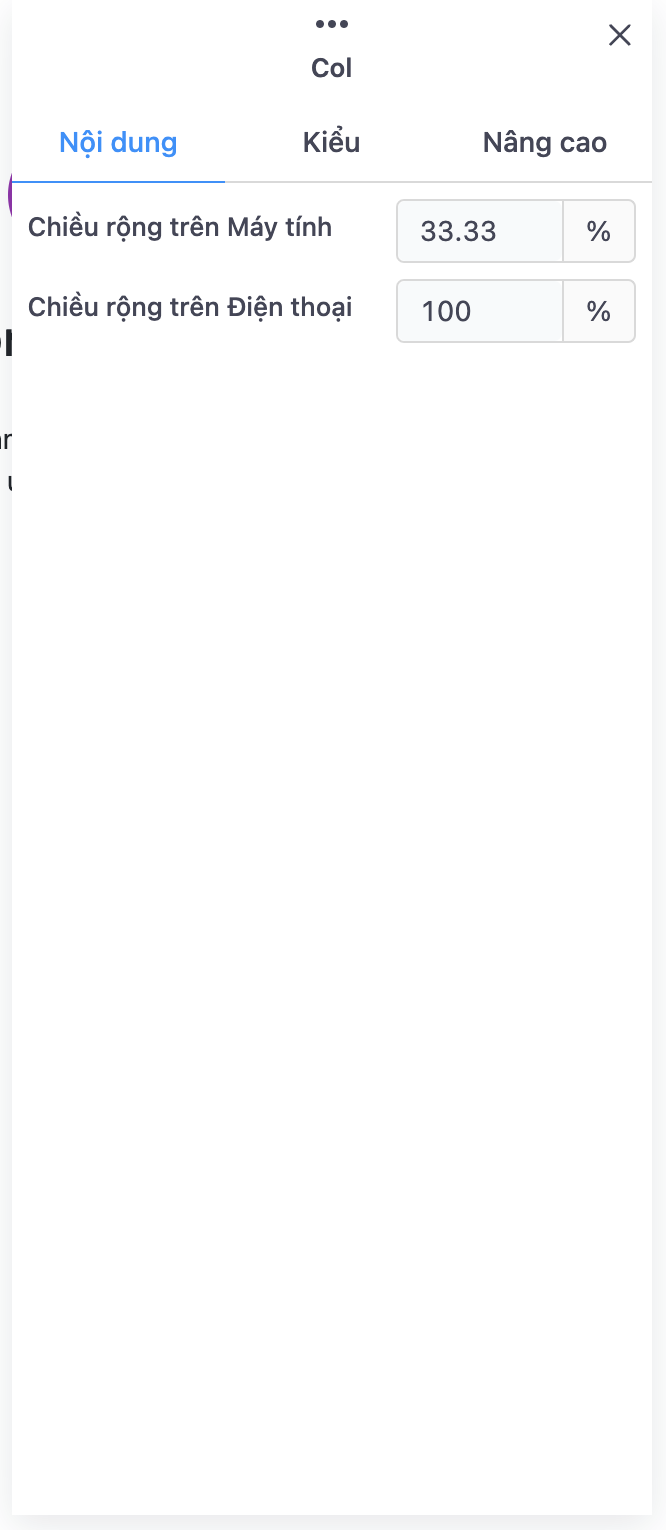 Col
Nội dung Kiểu Nâng cao
Chiều rộng trên Máy tính 33.33 %
Chiều rộng trên Điện thoại 100 %